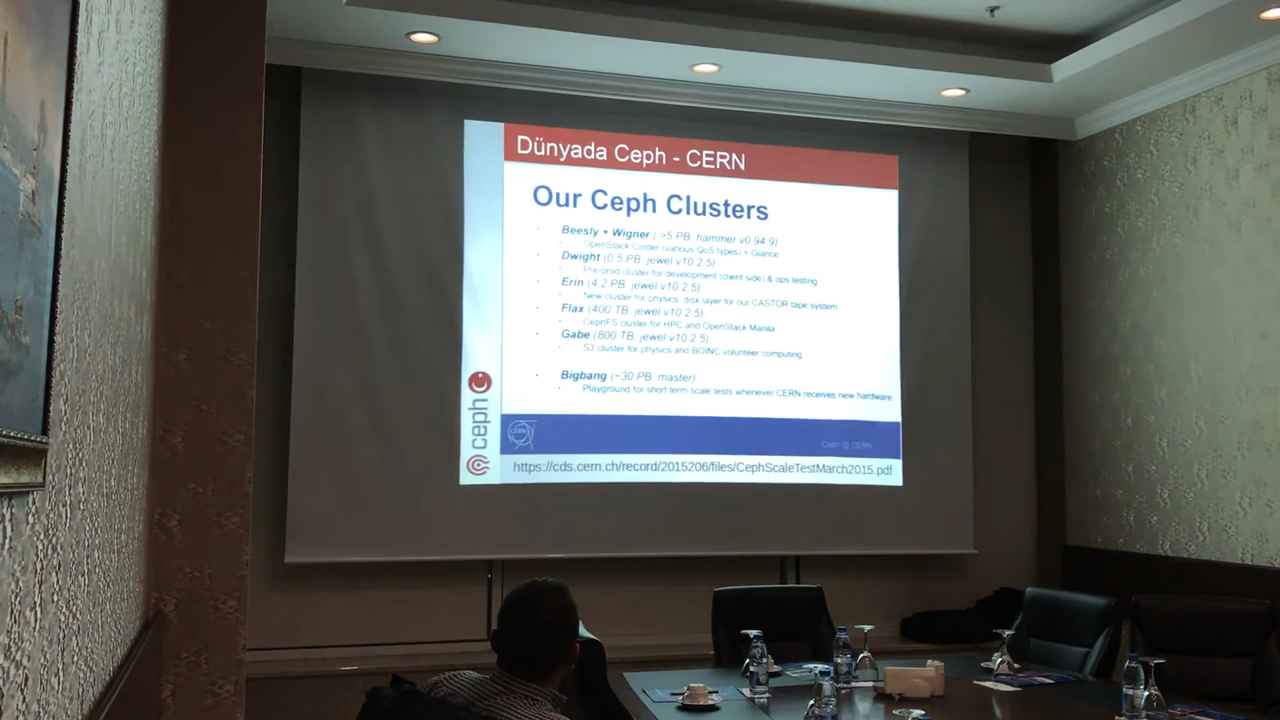 Dünyada Ceph - CERN
Our Ceph Clusters
Beesly + Wigner ( >5 PB, hammer v0.94.9)
OpenStack Cinder (various QoS types) + Glance
Dwight (0.5 PB, jewel v10.2.5)
Pre-prod cluster for development (client side) & ops testing
Erin (4.2 PB, jewel v10.2.5)
New cluster for physics: disk layer for our CASTOR tape system
Flax (400 TB, jewel v10.2.5)
CephFS cluster for HPC and OpenStack Manila
Gabe (800 TB, jewel v10.2.5)
S3 cluster for physics and BOINC volunteer computing
Bigbang (~30 PB, master)
Playground for short term scale tests whenever CERN receives new hardware
ceph
CERN
Ceph @ CERN
https://cds.cern.ch/record/2015206/files/CephScaleTestMarch2015.pdf